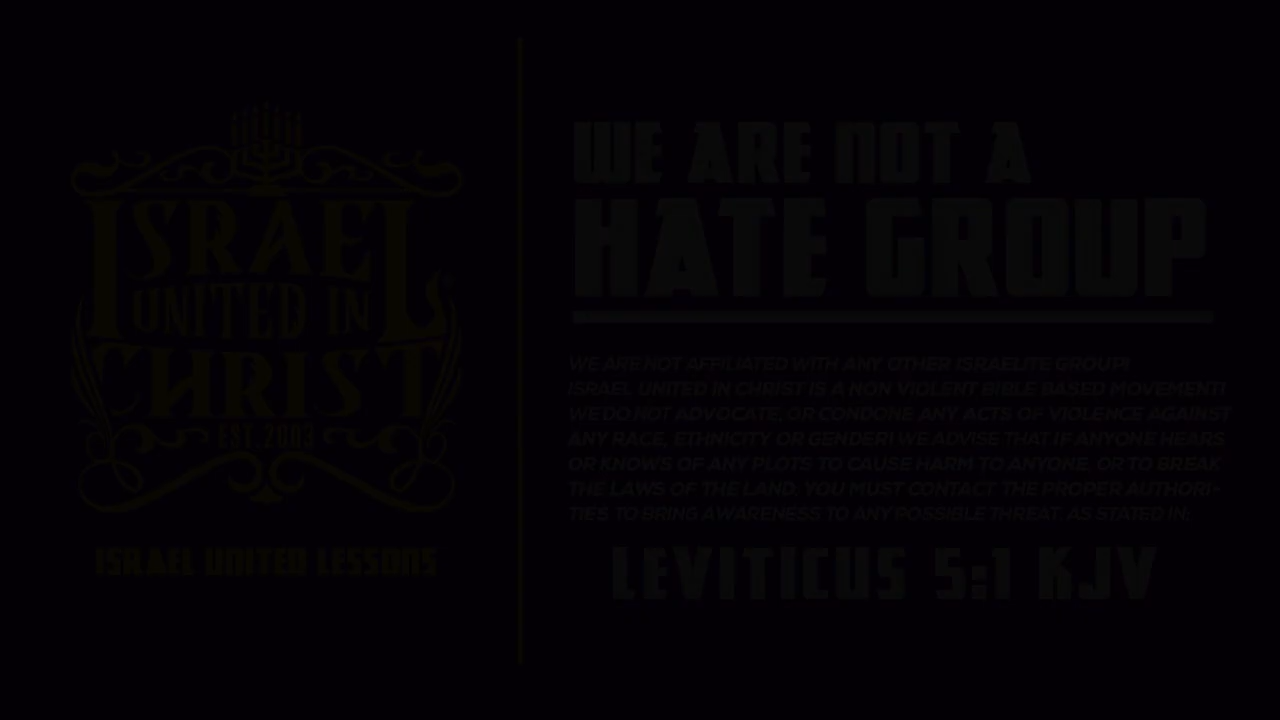 ISRAEL
UNITED IN
CHRIST
EST. 2003
ISRAEL UNITED LESSONS
WE ARE NOT A
HATE GROUP
WE ARE NOT AFFILIATED WITH ANY OTHER ISRAELITE GROUP!
ISRAEL UNITED IN CHRIST IS A NON VIOLENT BIBLE BASED MOVEMENT!
WE DO NOT ADVOCATE, OR CONDONE ANY ACTS OF VIOLENCE AGAINST
ANY RACE, ETHNICITY OR GENDER! WE ADVISE THAT IF ANYONE HEARS
OR KNOWS OF ANY PLOTS TO CAUSE HARM TO ANYONE, OR TO BREAK
THE LAWS OF THE LAND, YOU MUST CONTACT THE PROPER AUTHORI-
TIES TO BRING AWARENESS TO ANY POSSIBLE THREAT. AS STATED IN;
LEVITICUS 5:1 KJV